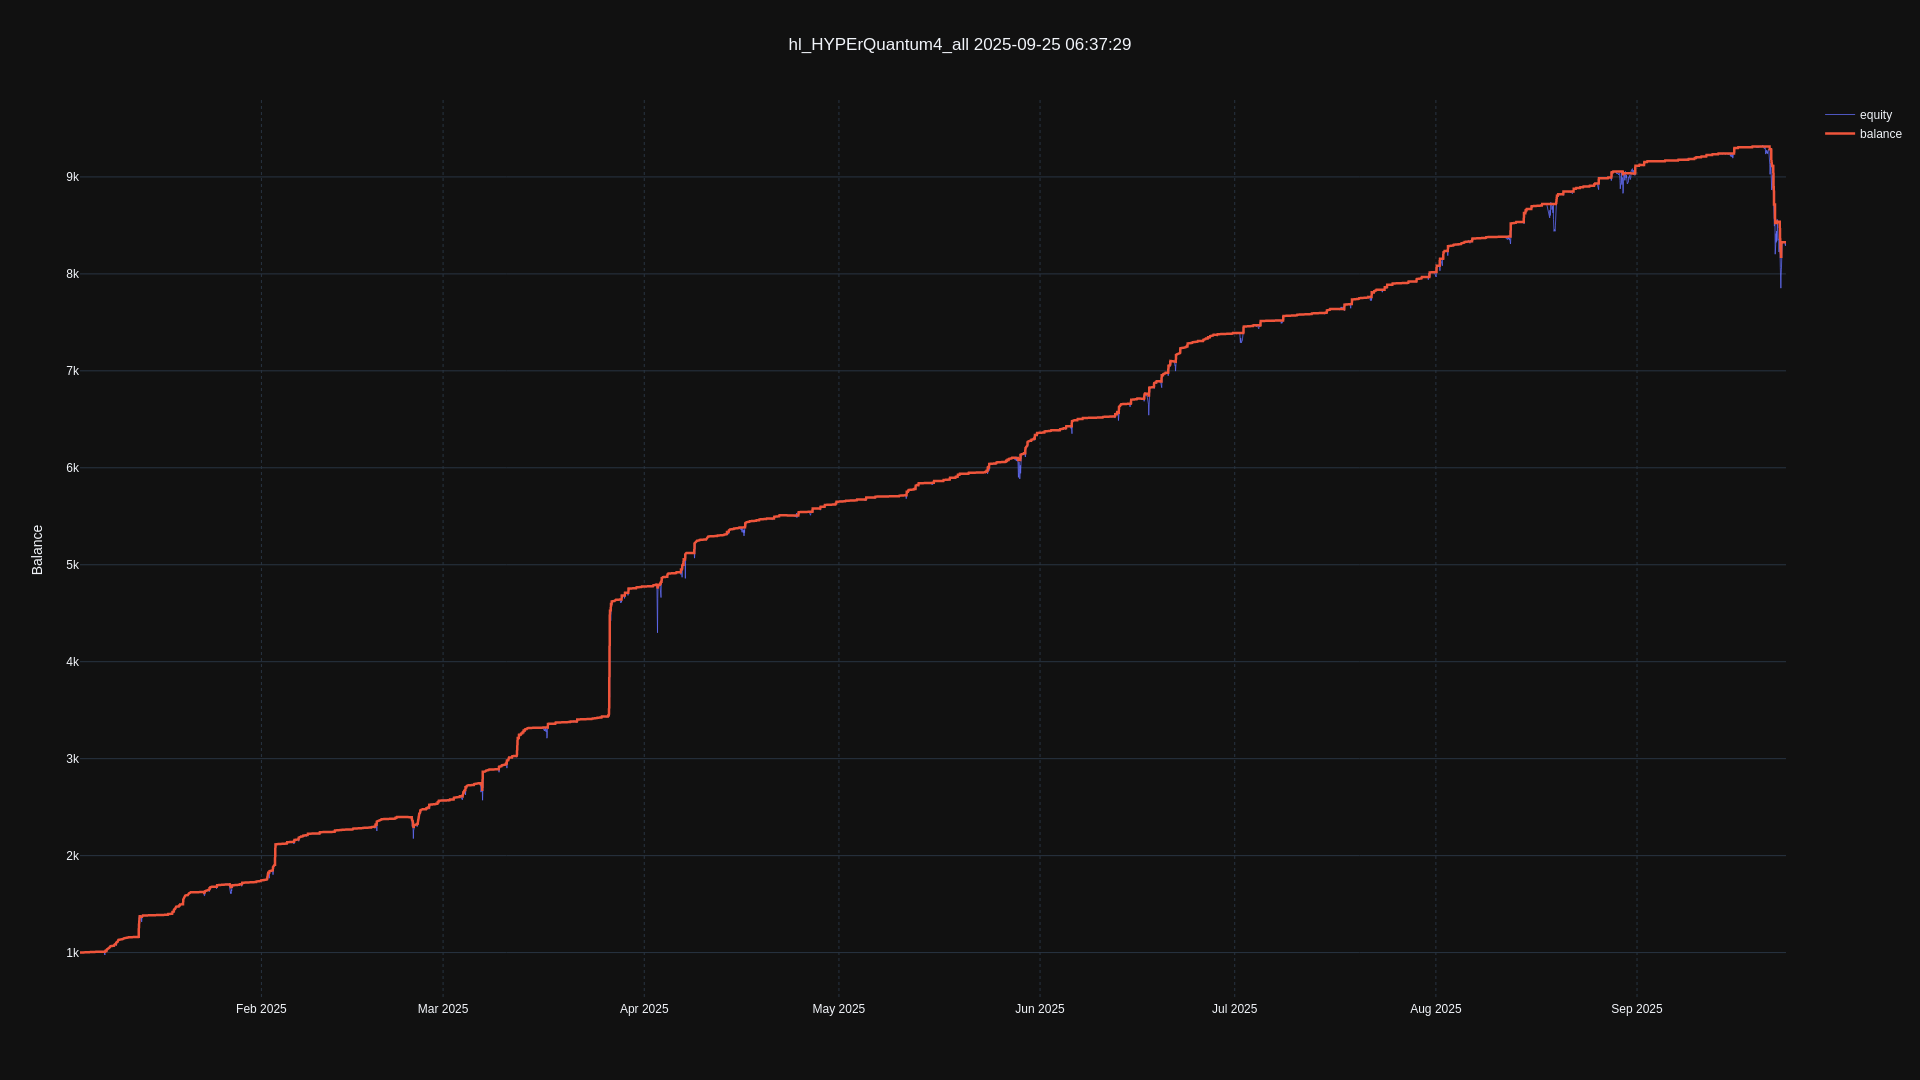 hl_HYPErQuantum4_all 2025-09-25 06:37:29
equity
balance
9k
8k
7k
6k
5k
4k
3k
2k
1k
Balance
Feb 2025
Mar 2025
Apr 2025
May 2025
Jun 2025
Jul 2025
Aug 2025
Sep 2025